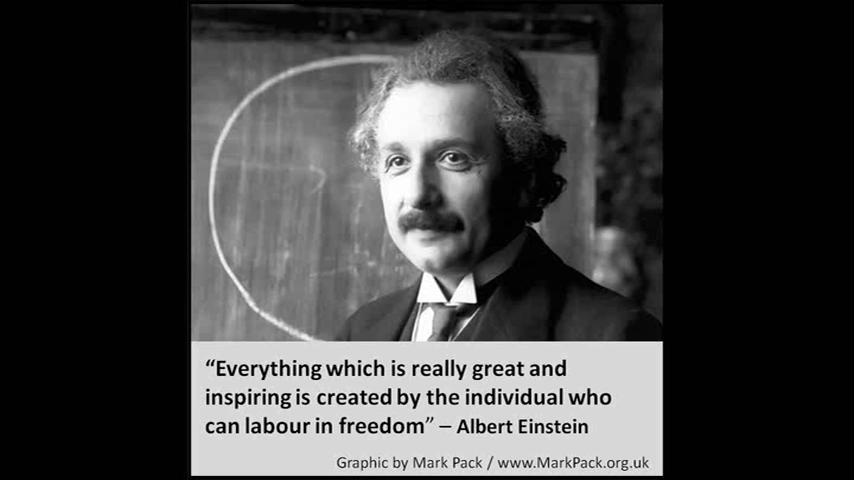 “Everything which is really great and
inspiring is created by the individual who
can labour in freedom” – Albert Einstein
Graphic by Mark Pack / www.MarkPack.org.uk